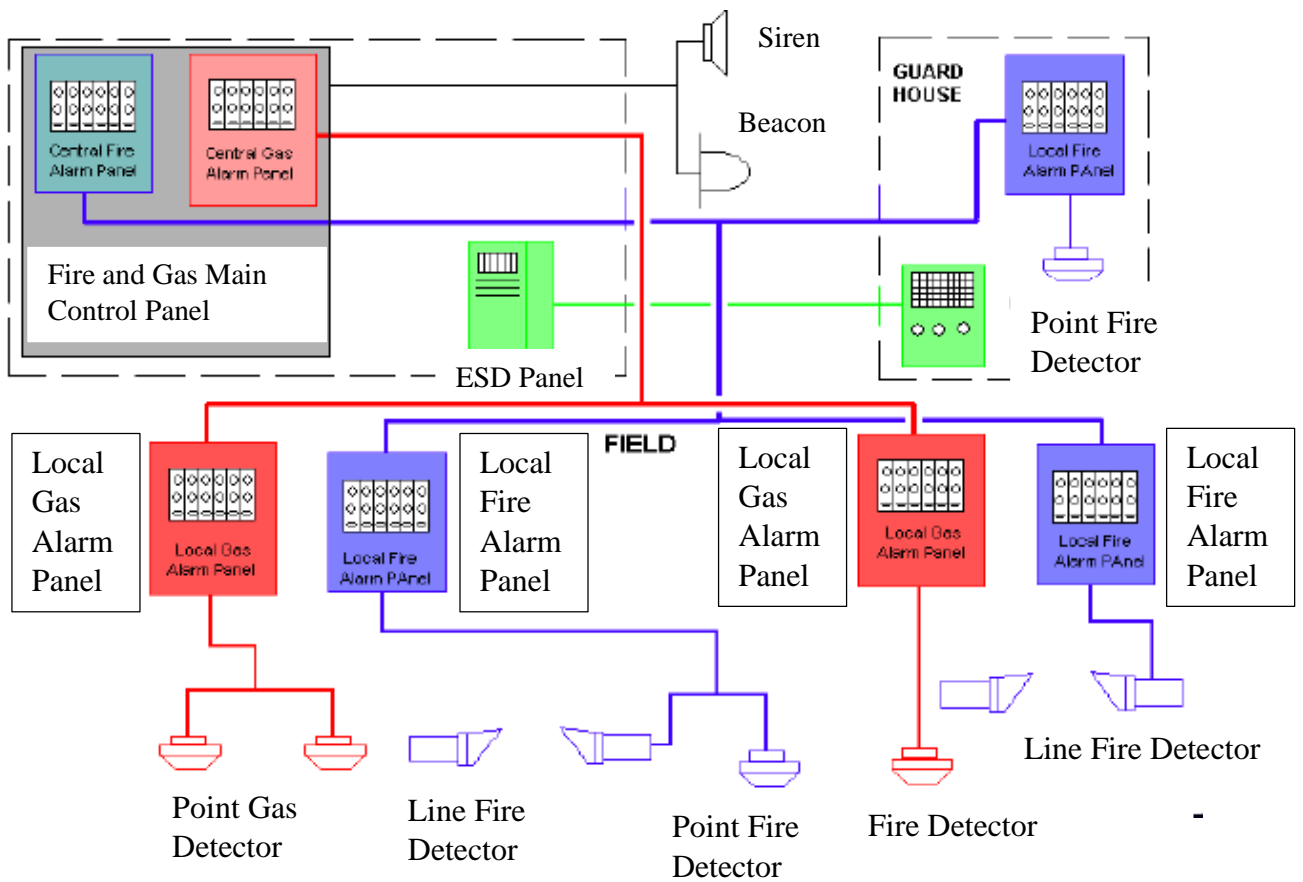 Siren
Beacon
GUARD
HOUSE
Central Fire
Alarm Panel
Central Gas
Alarm Panel
Local Fire
Alarm PAnel
Fire and Gas Main
Control Panel
ESD Panel
Point Fire
Detector
FIELD
Local
Gas
Alarm
Panel
Local Gas
Alarm Panel
Local Fire
Alarm PAnel
Local
Fire
Alarm
Panel
Local
Gas
Alarm
Panel
Local Gas
Alarm Panel
Local Fire
Alarm PAnel
Local
Fire
Alarm
Panel
Line Fire Detector
Point Gas
Detector
Line Fire
Detector
Point Fire
Detector
Fire Detector
-